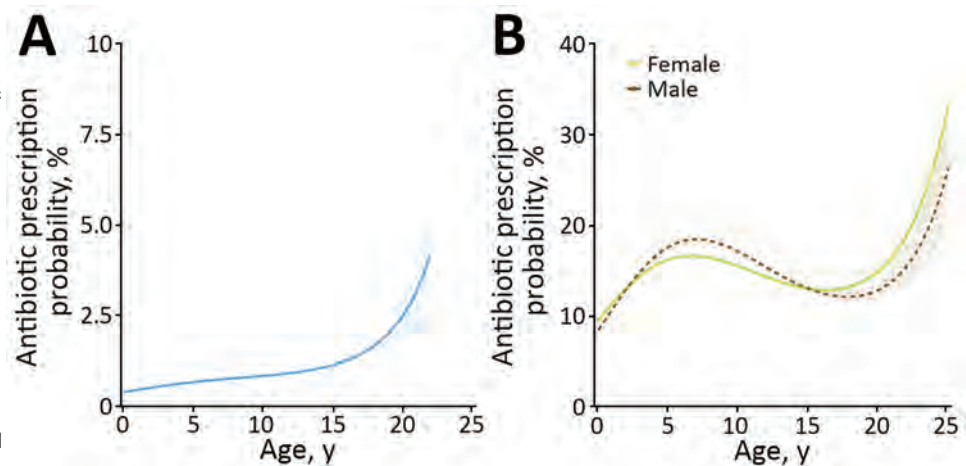 A
10
7.5
5.0
2.5
0
Antibiotic prescription
probability, %
0 5 10 15 20 25
Age, y
B
40
30
20
10
0
Antibiotic prescription
probability, %
Female
Male
0 5 10 15 20 25
Age, y